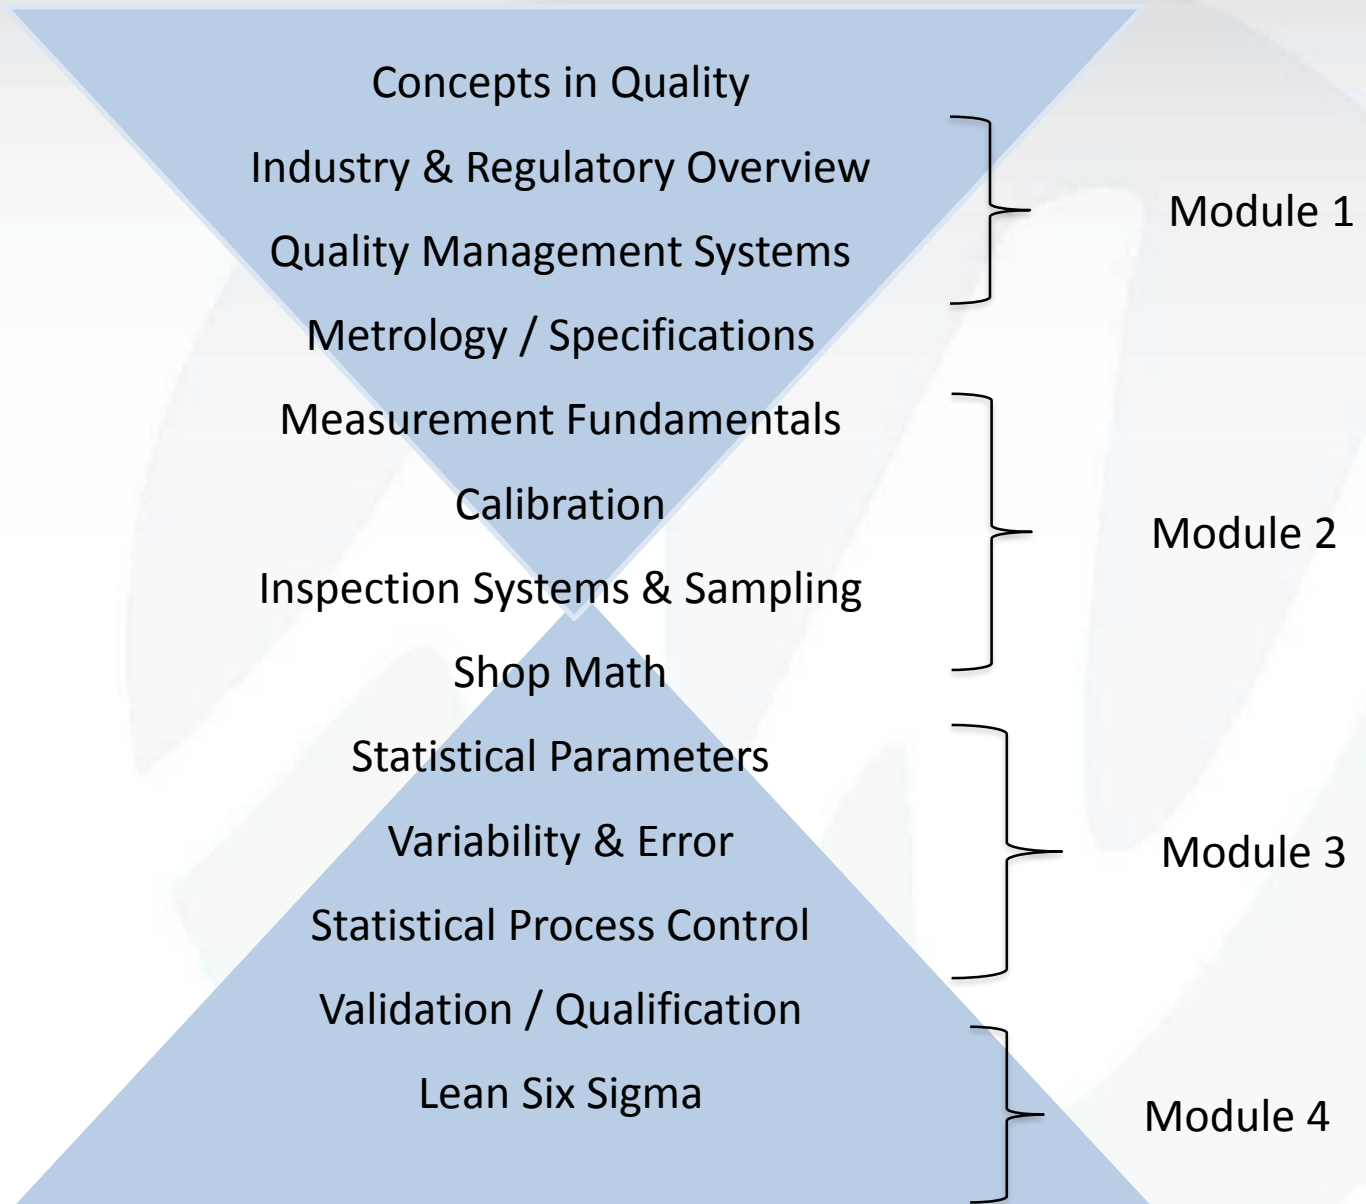 Concepts in Quality
Industry & Regulatory Overview
Module 1
Quality Management Systems
Metrology / Specifications
Measurement Fundamentals
Calibration
Module 2
Inspection Systems & Sampling
Shop Math
Statistical Parameters
Variability & Error
Module 3
Statistical Process Control
Validation / Qualification
Lean Six Sigma
Module 4